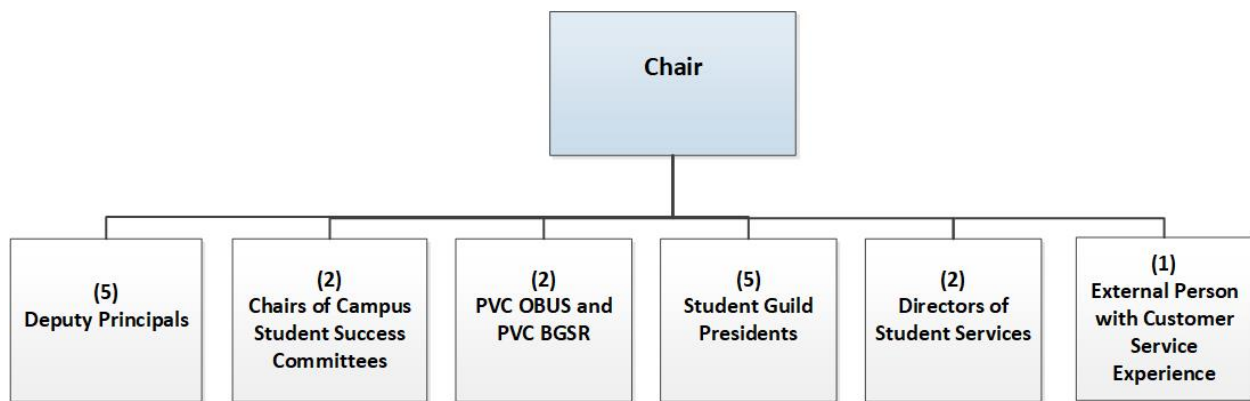 Chair
(5)
Deputy Principals
(2)
Chairs of Campus
Student Success
Committees
(2)
PVC OBUS and
PVC BGSR
(5)
Student Guild
Presidents
(2)
Directors of
Student Services
(1)
External Person
with Customer
Service
Experience